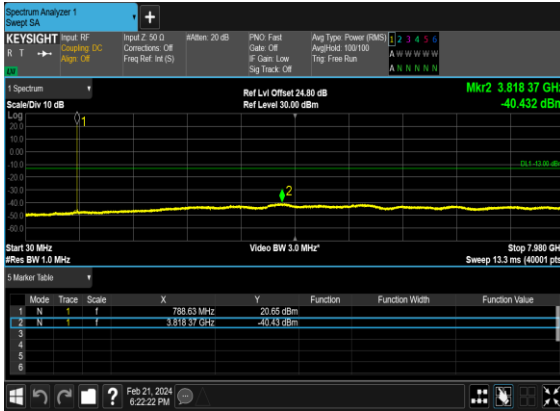 Spectrum Analyzer 1
Swept SA
+
KEYSIGHT Input: RF Input Z: 50 Ω #Atten: 20 dB PNO: Fast Avg Type: Power (RMS) 1 2 3 4 5 6
R T Coupling: DC Corrections: Off Gate: Off Avg|Hold: 100/100 A W W W W W
Align: Off Freq Ref: Int (S) IF Gain: Low Trig: Free Run
Sig Track: Off A N N N N N
1 Spectrum Ref Lvl Offset 24.80 dB Mkr2 3.818 37 GHz
Scale/Div 10 dB Ref Level 30.00 dBm -40.432 dBm
Log
20.0
10.0
0.00
-10.0
-20.0
-30.0
-40.0
-50.0
-60.0
1
DL1 -13.00 dBm
2
Start 30 MHz Video BW 3.0 MHz* Stop 7.980 GHz
#Res BW 1.0 MHz Sweep 13.3 ms (40001 pts)
5 Marker Table
Mode Trace Scale X Y Function Function Width Function Value
1 N 1 f 788.63 MHz 20.65 dBm
2 N 1 f 3.818 37 GHz -40.43 dBm
3
4
5
6
? Feb 21, 2024
6:22:22 PM